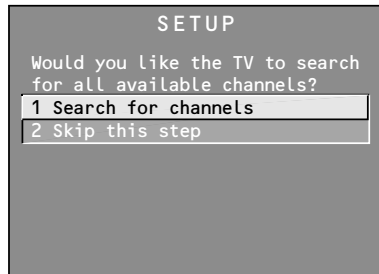 SETUP
Would you like the TV to search
for all available channels?
1 Search for channels
2 Skip this step